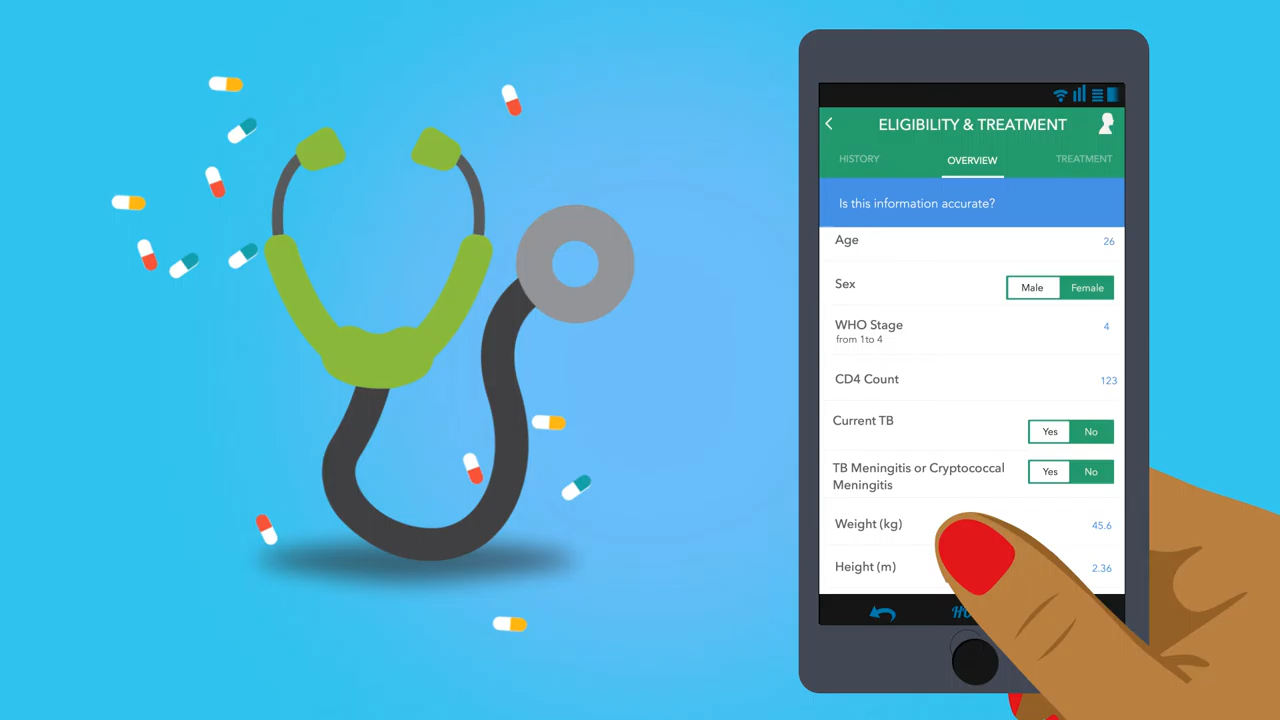 ELIGIBILITY & TREATMENT
HISTORY OVERVIEW TREATMENT
Is this information accurate?
Age 26
Sex Male Female
WHO Stage 4
from 1to 4
CD4 Count 123
Current TB Yes No
TB Meningitis or Cryptococcal Yes No
Meningitis
Weight (kg) 45.6
Height (m) 2.36